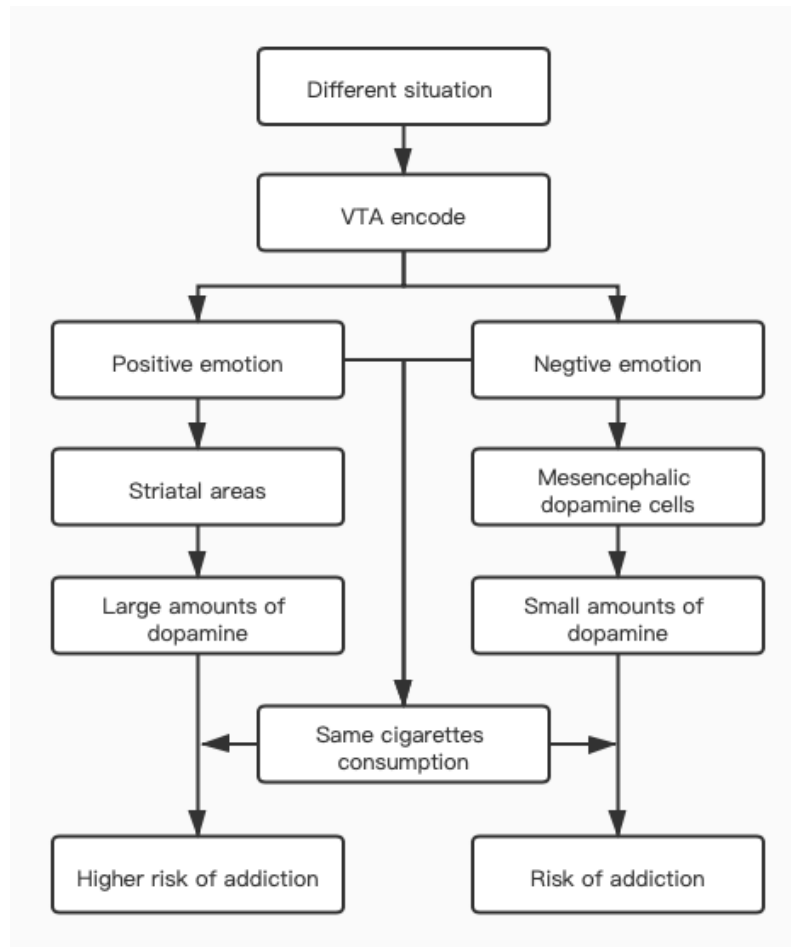 Different situation
VTA encode
Positive emotion
Negtive emotion
Striatal areas
Mesencephalic
dopamine cells
Large amounts of
dopamine
Small amounts of
dopamine
Same cigarettes
consumption
Higher risk of addiction
Risk of addiction